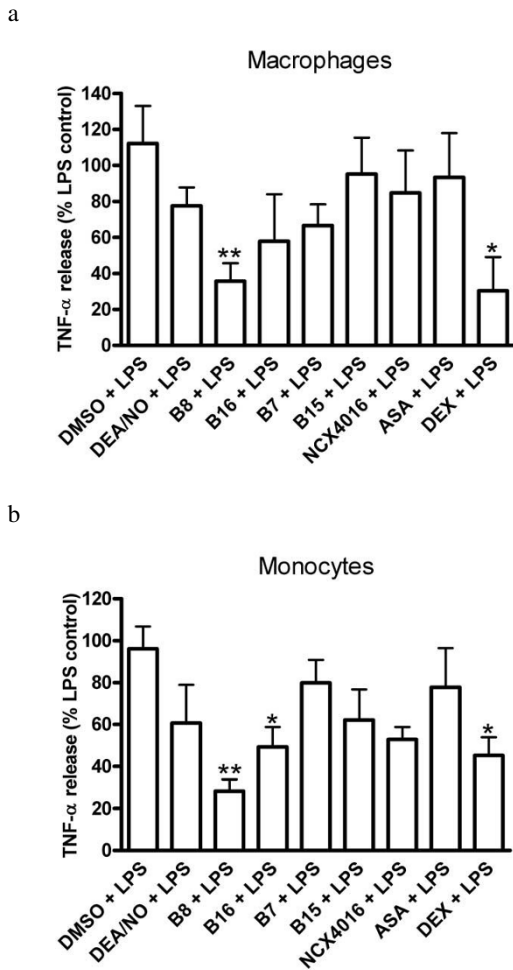 a
Macrophages
TNF-α release (% LPS control)
140
120
100
80
60
40
20
0
**
*
DMSO + LPS
DEA/NO + LPS
B8 + LPS
B16 + LPS
B7 + LPS
B15 + LPS
NCX4016 + LPS
ASA + LPS
DEX + LPS
b
Monocytes
TNF-α release (% LPS control)
120
100
80
60
40
20
0
**
*
*
DMSO + LPS
DEA/NO + LPS
B8 + LPS
B16 + LPS
B7 + LPS
B15 + LPS
NCX4016 + LPS
ASA + LPS
DEX + LPS